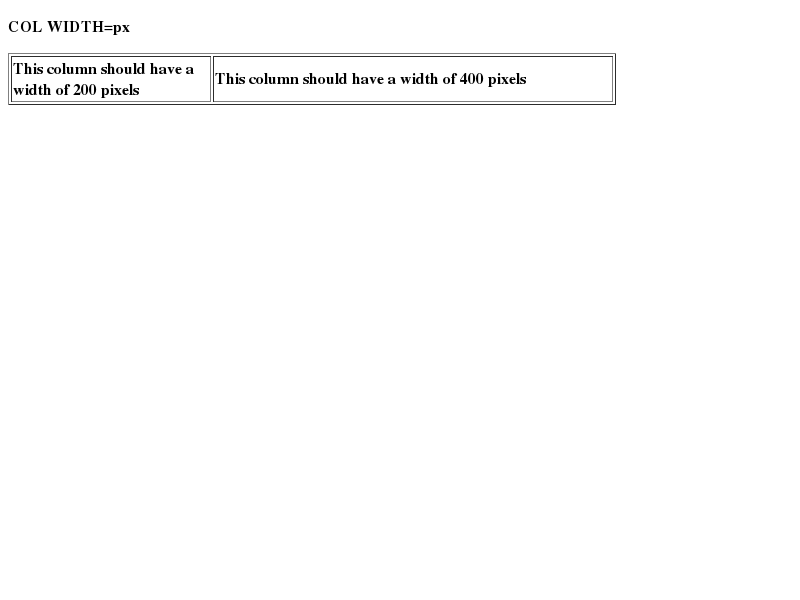 COL WIDTH=px
This column should have a
width of 200 pixels
This column should have a width of 400 pixels